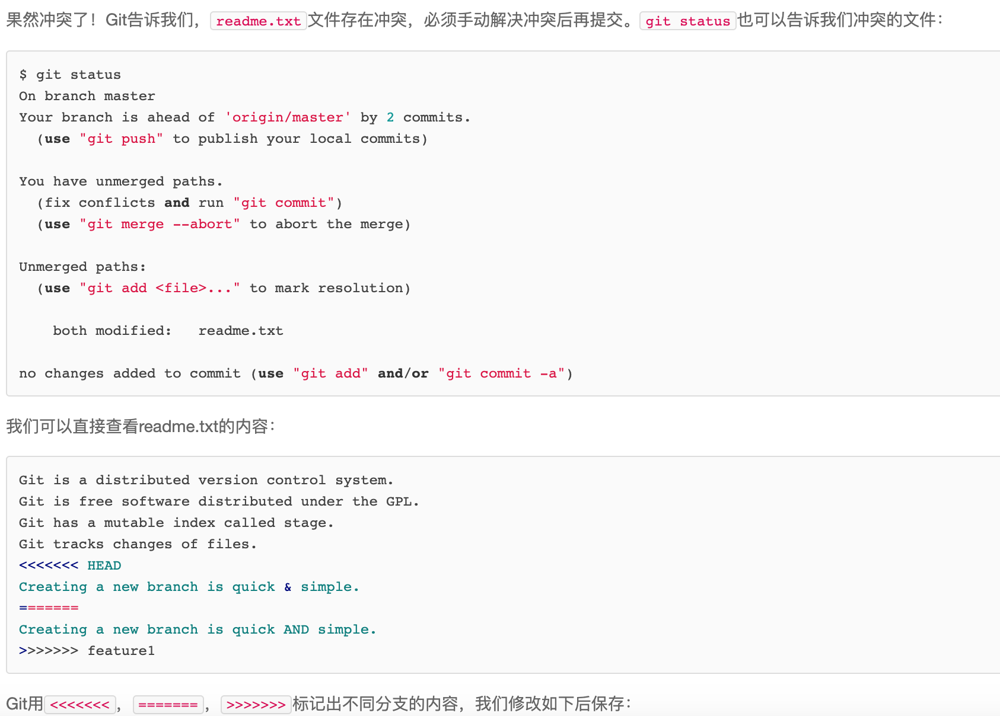 果然冲突了！Git告诉我们，readme.txt文件存在冲突，必须手动解决冲突后再提交。git status也可以告诉我们冲突的文件：
$ git status
On branch master
Your branch is ahead of 'origin/master' by 2 commits.
  (use "git push" to publish your local commits)
You have unmerged paths.
  (fix conflicts and run "git commit")
  (use "git merge --abort" to abort the merge)
Unmerged paths:
  (use "git add <file>..." to mark resolution)
    both modified:   readme.txt
no changes added to commit (use "git add" and/or "git commit -a")
我们可以直接查看readme.txt的内容：
Git is a distributed version control system.
Git is free software distributed under the GPL.
Git has a mutable index called stage.
Git tracks changes of files.
<<<<<<< HEAD
Creating a new branch is quick & simple.
=======
Creating a new branch is quick AND simple.
>>>>>>> feature1
Git用<<<<<<<，=======，>>>>>>>标记出不同分支的内容，我们修改如下后保存：